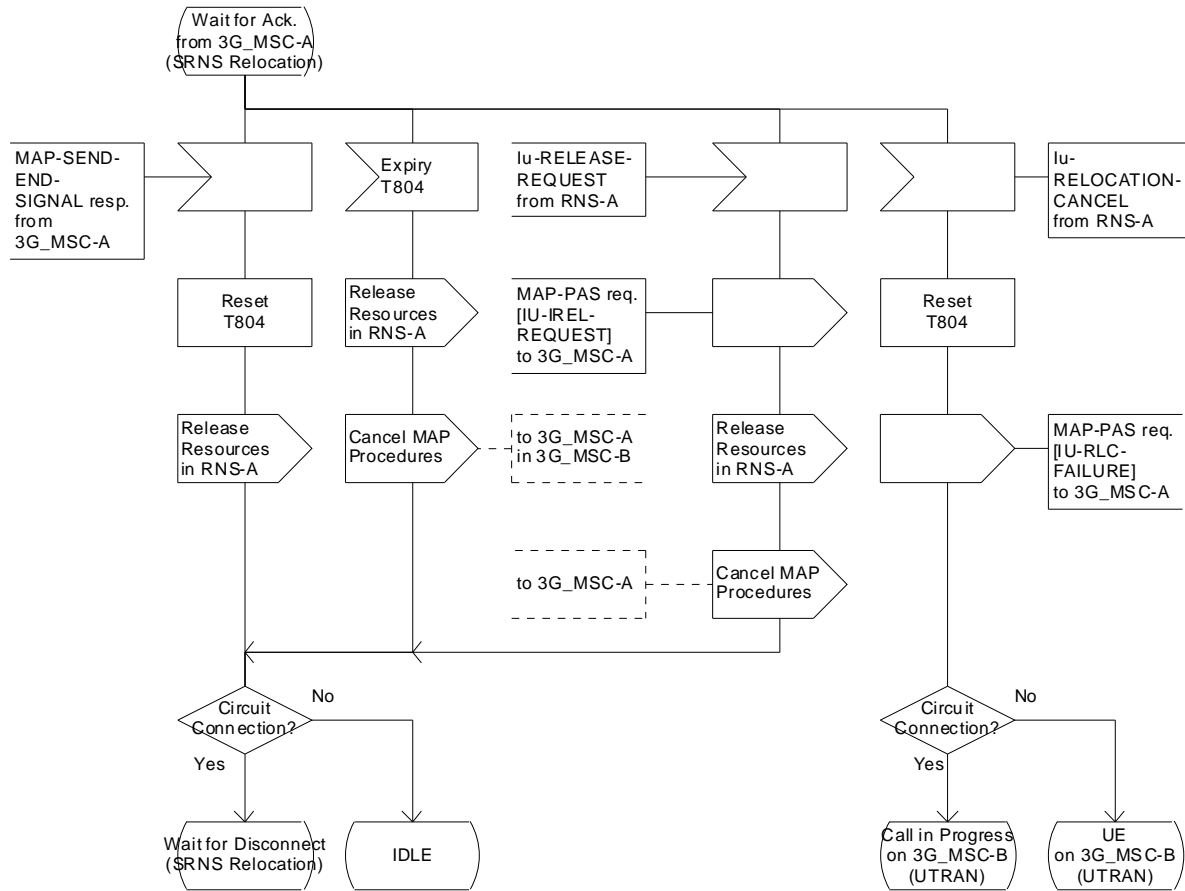 Wait for Ack.
from 3G_MSC-A
(SRNS Relocation)
MAP-SEND-
END-
SIGNAL resp.
from
3G_MSC-A
Expiry
T804
Iu-RELEASE-
REQUEST
from RNS-A
Iu-
RELOCATION-
CANCEL
from RNS-A
Reset
T804
Release
Resources
in RNS-A
MAP-PAS req.
[IU-IREL-
REQUEST]
to 3G_MSC-A
Reset
T804
Release
Resources
in RNS-A
Cancel MAP
Procedures
to 3G_MSC-A
in 3G_MSC-B
Release
Resources
in RNS-A
MAP-PAS req.
[IU-RLC-
FAILURE]
to 3G_MSC-A
to 3G_MSC-A
Cancel MAP
Procedures
Circuit
Connection?
No
Yes
Circuit
Connection?
No
Yes
Wait for Disconnect
(SRNS Relocation)
IDLE
Call in Progress
on 3G_MSC-B
(UTRAN)
UE
on 3G_MSC-B
(UTRAN)